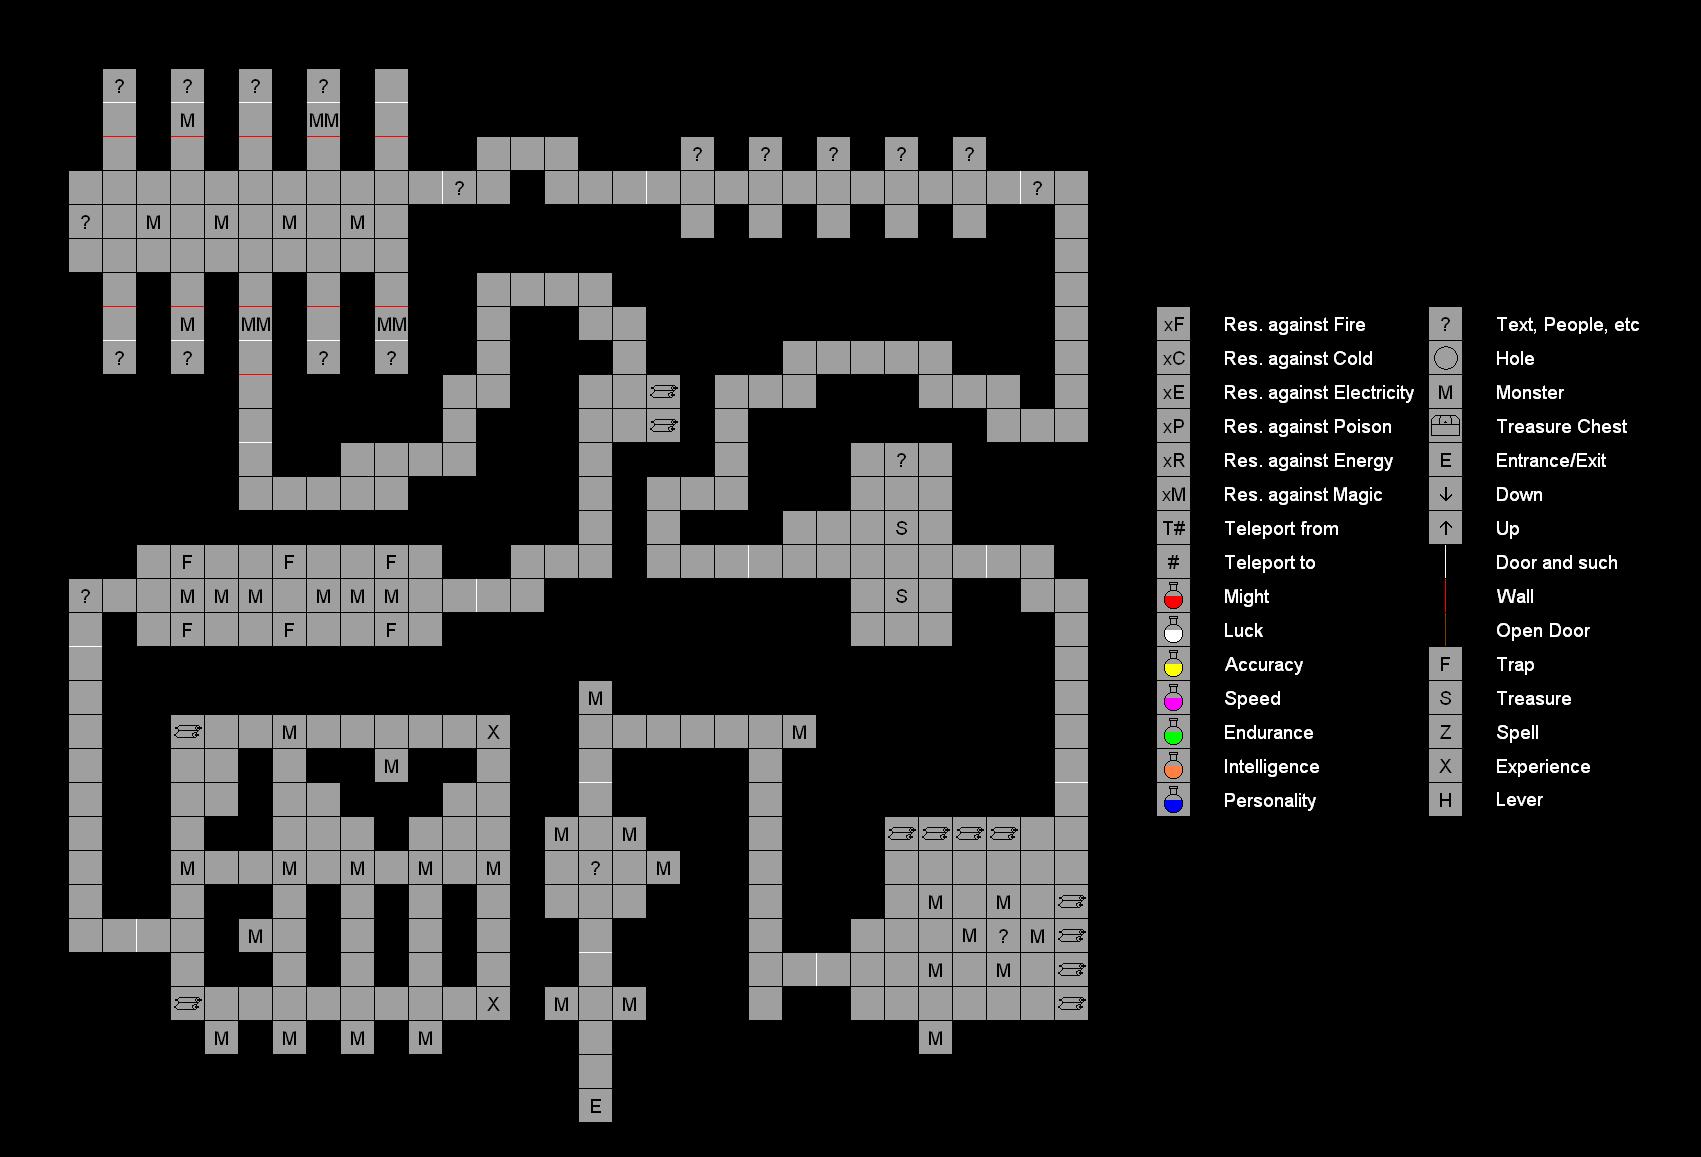 ? ? ? ?
M MM
? ? ? ? ?
? ?
? M M M M
M MM MM
? ? ? ?
?
S
F F F
? M M M M M M S
F F F
M
M X M
M
M M
M M M M M ? M
M M
M M ? M
M M
X M M
M M M M M
E
xF Res. against Fire ? Text, People, etc
xC Res. against Cold Hole
xE Res. against Electricity M Monster
xP Res. against Poison Treasure Chest
xR Res. against Energy E Entrance/Exit
xM Res. against Magic ↓ Down
T# Teleport from ↑ Up
# Teleport to Door and such
Might Wall
Luck Open Door
Accuracy F Trap
Speed S Treasure
Endurance Z Spell
Intelligence X Experience
Personality H Lever